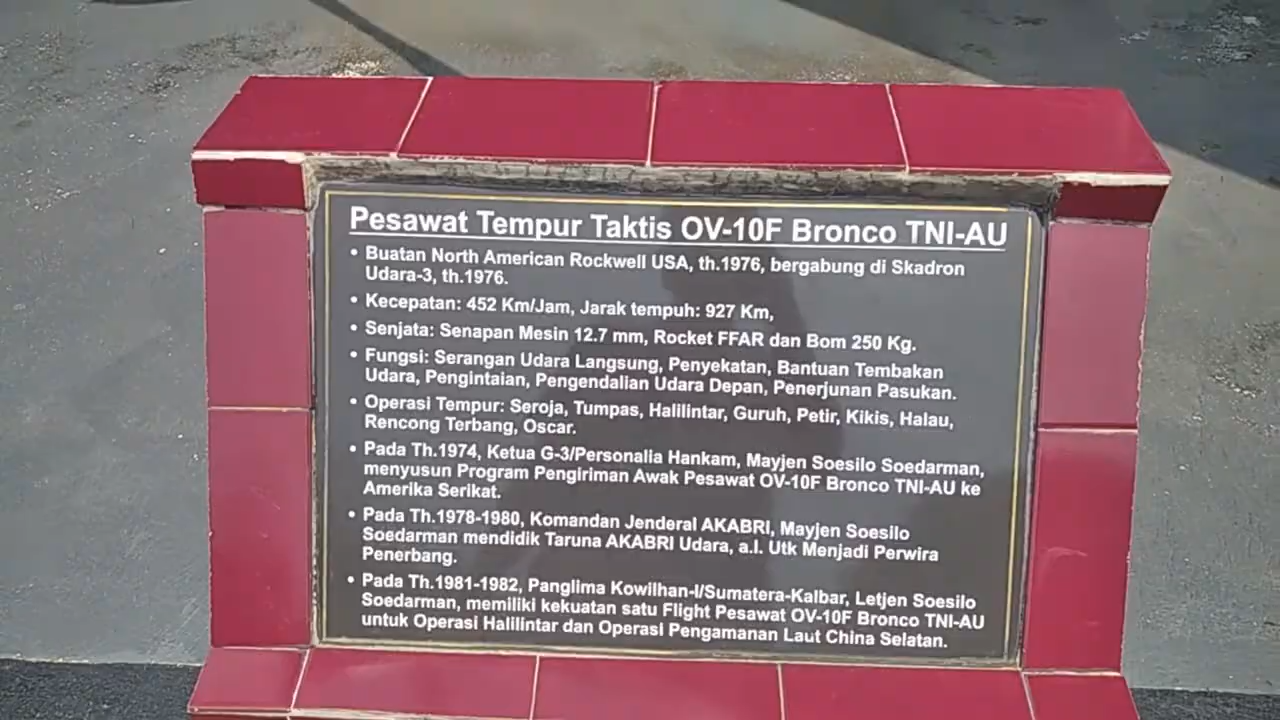 Pesawat Tempur Taktis OV-10F Bronco TNI-AU
• Buatan North American Rockwell USA, th.1976, bergabung di Skadron
Udara-3, th.1976.
• Kecepatan: 452 Km/Jam, Jarak tempuh: 927 Km,
• Senjata: Senapan Mesin 12.7 mm, Rocket FFAR dan Bom 250 Kg.
• Fungsi: Serangan Udara Langsung, Penyekatan, Bantuan Tembakan
Udara, Pengintaian, Pengendalian Udara Depan, Penerjunan Pasukan.
• Operasi Tempur: Seroja, Tumpas, Halilintar, Guruh, Petir, Kikis, Halau,
Rencong Terbang, Oscar.
• Pada Th.1974, Ketua G-3/Personalia Hankam, Mayjen Soesilo Soedarman,
menyusun Program Pengiriman Awak Pesawat OV-10F Bronco TNI-AU ke
Amerika Serikat.
• Pada Th.1978-1980, Komandan Jenderal AKABRI, Mayjen Soesilo
Soedarman mendidik Taruna AKABRI Udara, a.l. Utk Menjadi Perwira
Penerbang.
• Pada Th.1981-1982, Panglima Kowilhan-I/Sumatera-Kalbar, Letjen Soesilo
Soedarman, memiliki kekuatan satu Flight Pesawat OV-10F Bronco TNI-AU
untuk Operasi Halilintar dan Operasi Pengamanan Laut China Selatan.